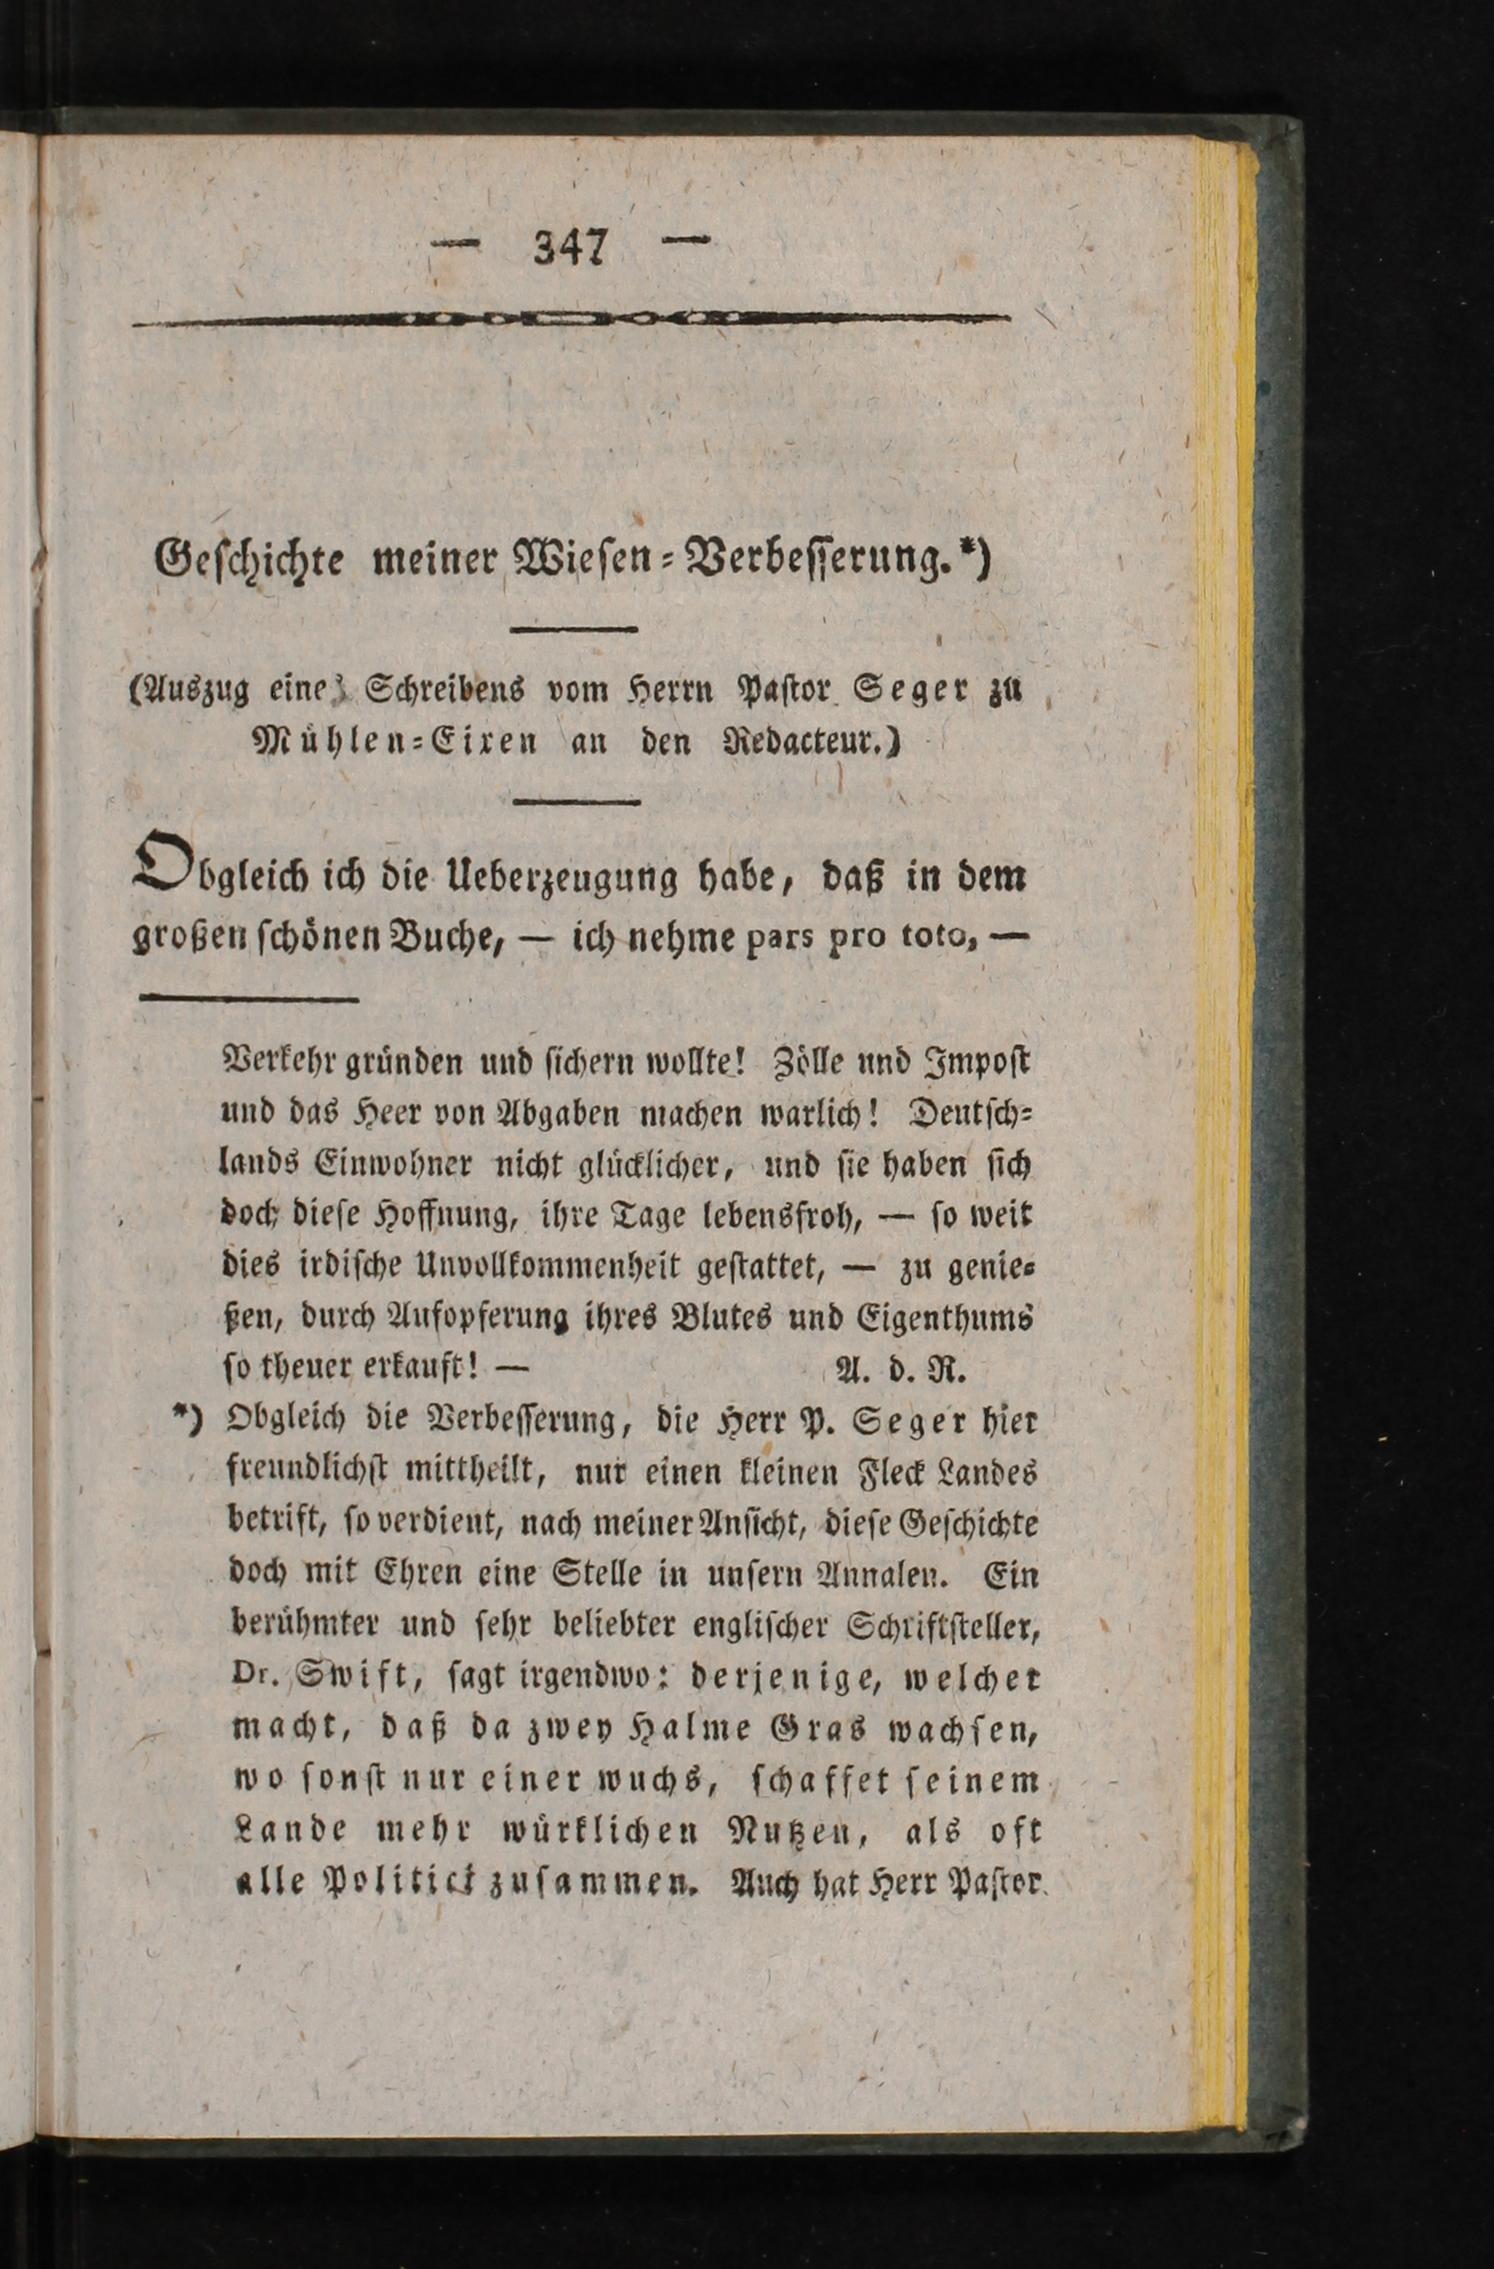 — 347 —
Geschichte meiner Wiesen-Verbesserung.*)
(Auszug eines Schreibens vom Herrn Pastor Seger zu
Mühlen-Eixen an den Redacteur.)
Obgleich ich die Ueberzeugung habe, daß in dem
großen schönen Buche, — ich nehme pars pro toto, —
Verkehr gründen und sichern wollte! Zölle und Impost
und das Heer von Abgaben machen warlich! Deutsch-
lands Einwohner nicht glücklicher, und sie haben sich
doch diese Hoffnung, ihre Tage lebensfroh, — so weit
dies irdische Unvollkommenheit gestattet, — zu genie-
ßen, durch Aufopferung ihres Blutes und Eigenthums
so theuer erkauft! — A. d. R.
*) Obgleich die Verbesserung, die Herr P. Seger hier
freundlichst mittheilt, nur einen kleinen Fleck Landes
betrift, so verdient, nach meiner Ansicht, diese Geschichte
doch mit Ehren eine Stelle in unsern Annalen. Ein
berühmter und sehr beliebter englischer Schriftsteller,
Dr. Swift, sagt irgendwo: derjenige, welcher
macht, daß da zwey Halme Gras wachsen,
wo sonst nur einer wuchs, schaffet seinem
Lande mehr würklichen Nutzen, als oft
alle Politici zusammen. Auch hat Herr Pastor